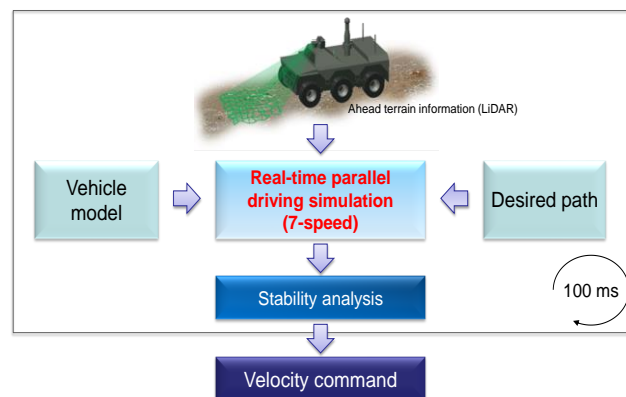 Ahead terrain information (LiDAR)
Vehicle
model
Real-time parallel
driving simulation
(7-speed)
Desired path
Stability analysis
100 ms
Velocity command